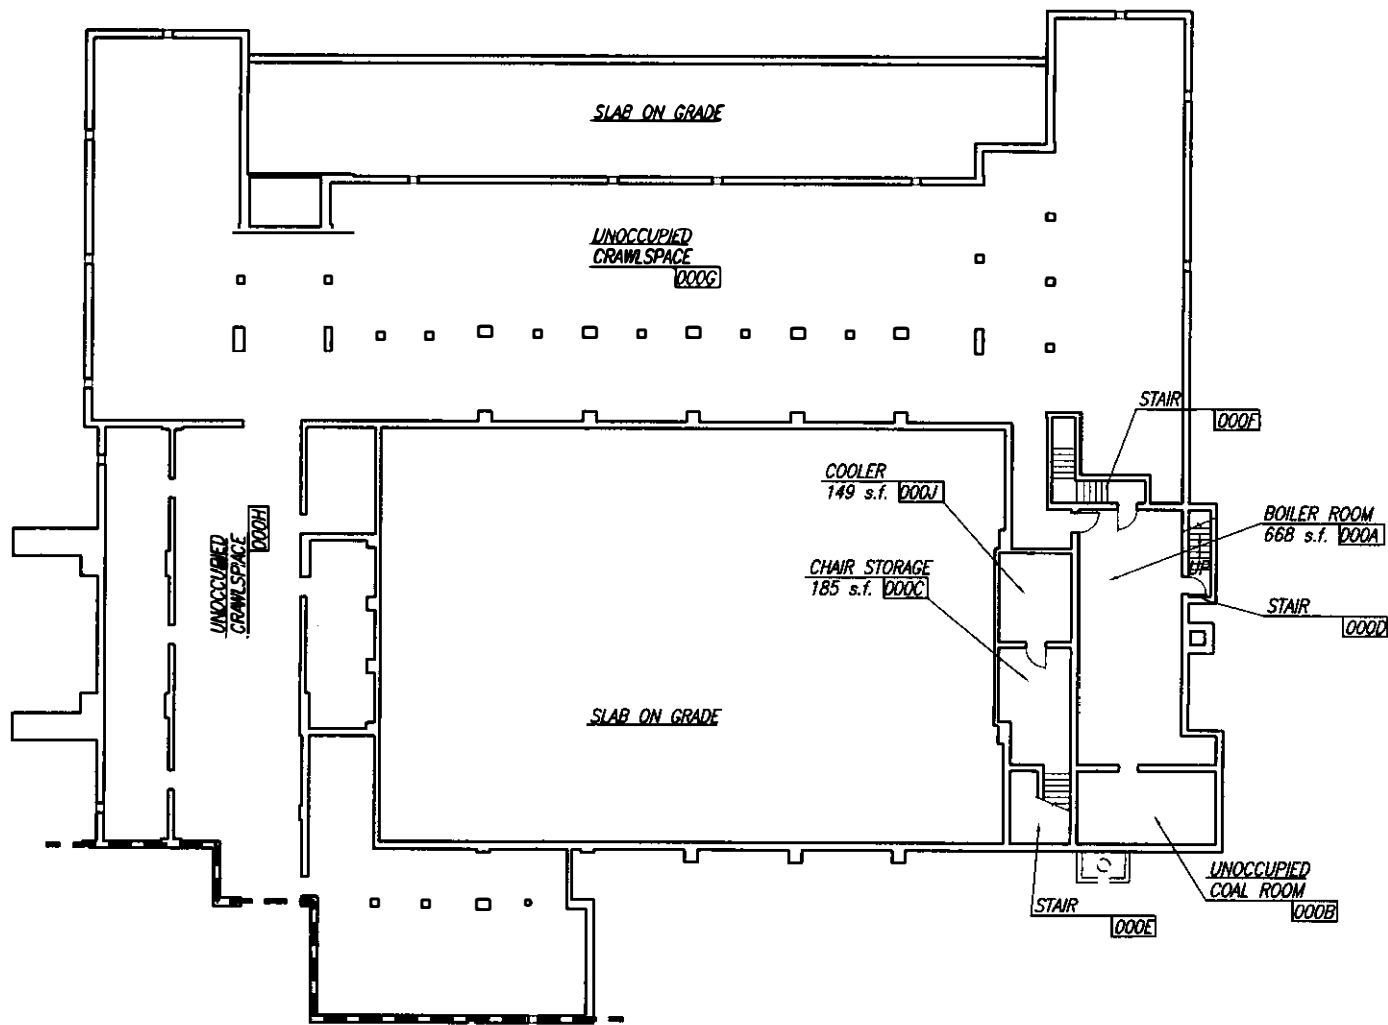 SLAB ON GRADE
UNOCCUPIED
CRAWLSPACE
000G
STAIR
000F
COOLER
149 s.f. 000J
BOILER ROOM
668 s.f. 000A
UNOCCUPIED
CRAWLSPACE
000H
CHAIR STORAGE
185 s.f. 000C
UP
STAIR
000D
SLAB ON GRADE
UNOCCUPIED
COAL ROOM
000B
STAIR
000E